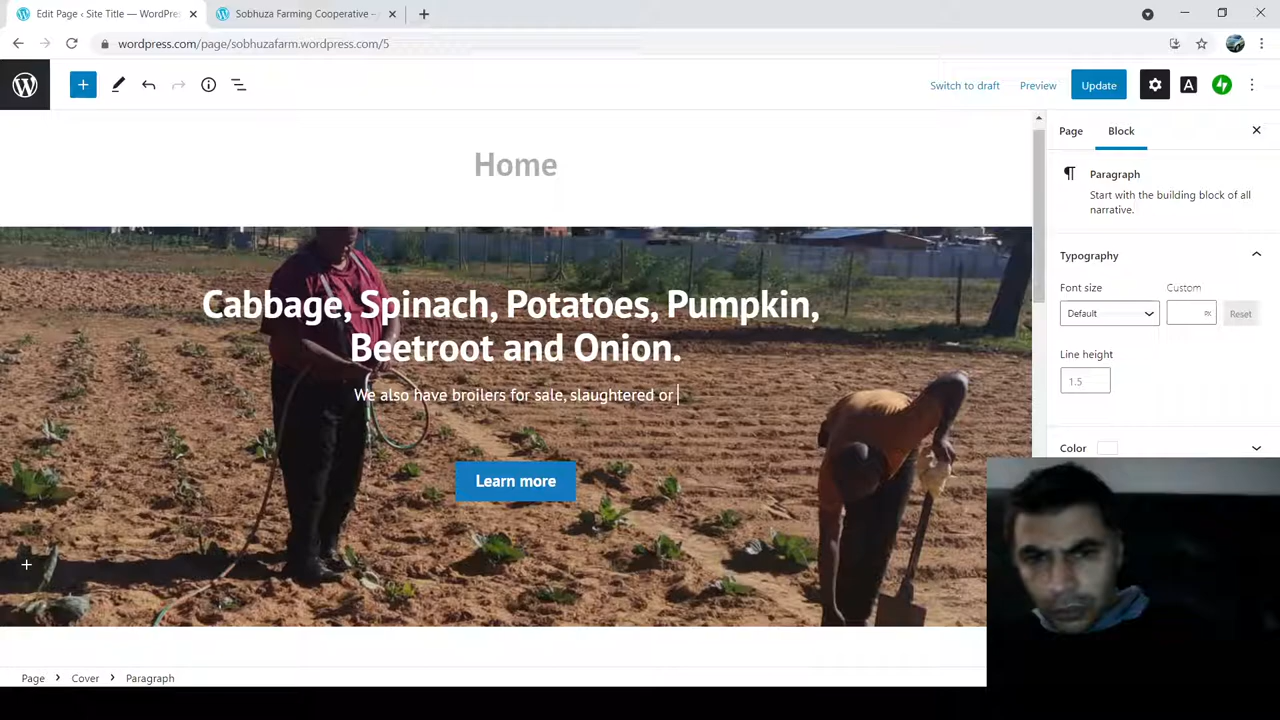 Edit Page ‹ Site Title — WordPres
Sobhuza Farming Cooperative –
wordpress.com/page/sobhuzafarm.wordpress.com/5
Switch to draft
Preview
Update
A
Home
Page
Block
Paragraph
Start with the building block of all
narrative.
Typography
Font size
Custom
Default
PX
Reset
Line height
1.5
Color
Cabbage, Spinach, Potatoes, Pumpkin,
Beetroot and Onion.
We also have broilers for sale, slaughtered or
Learn more
Page > Cover > Paragraph